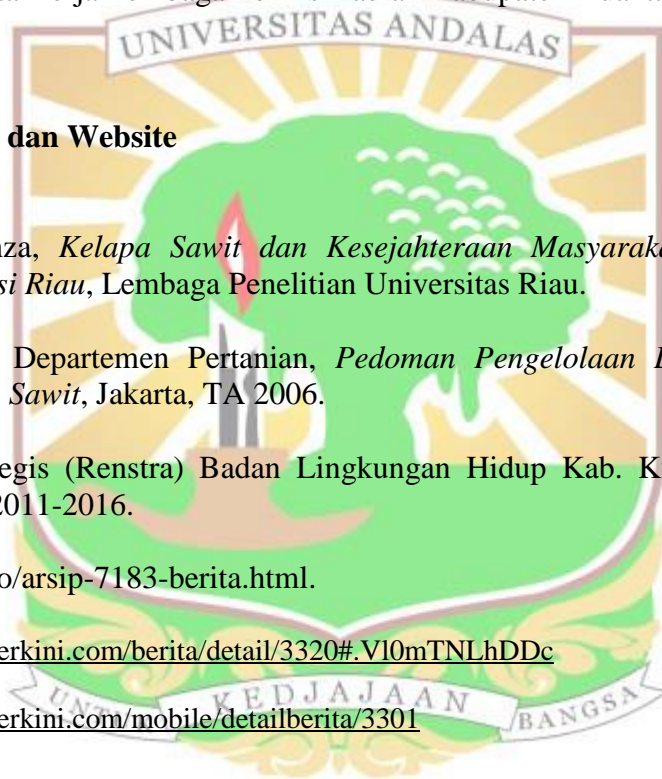 UNIVERSITAS ANDALAS
dan Website
nza, Kelapa Sawit dan Kesejahteraan
si Riau, Lembaga Penelitian Universitas Riau.
Departemen Pertanian, Pedoman Pengelolaan
Sawit, Jakarta, TA 2006.
egis (Renstra) Badan Lingkungan Hidup Kab. K
2011-2016.
o/arsip-7183-berita.html.
erkini.com/berita/detail/3320#.Vl0mTNLhDDc
UNTUK KEDJAJAAN BANGSA
erkini.com/mobile/detailberita/3301